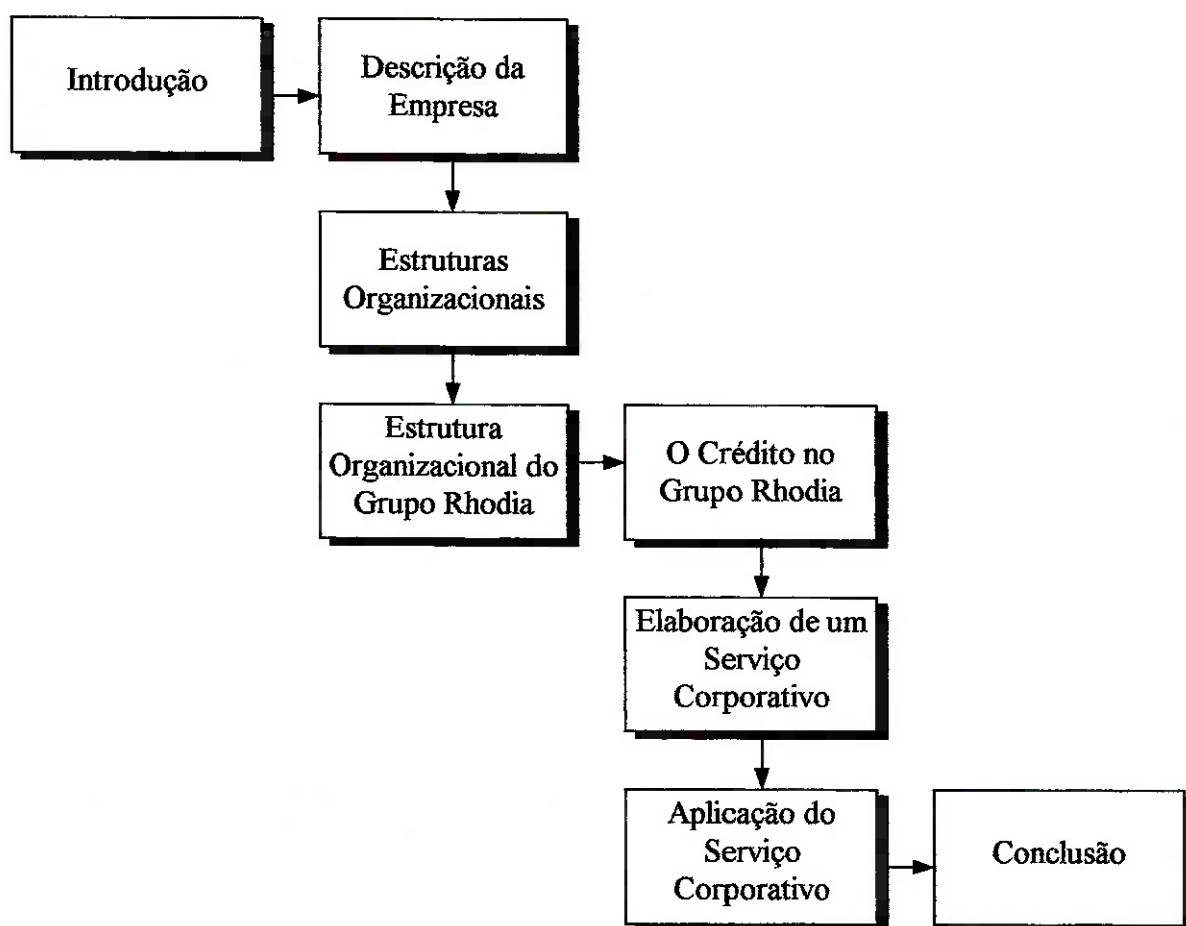 Introdução
Descrição da
Empresa
Estruturas
Organizacionais
Estrutura
Organizacional do
Grupo Rhodia
O Crédito no
Grupo Rhodia
Elaboração de um
Serviço
Corporativo
Aplicação do
Serviço
Corporativo
Conclusão